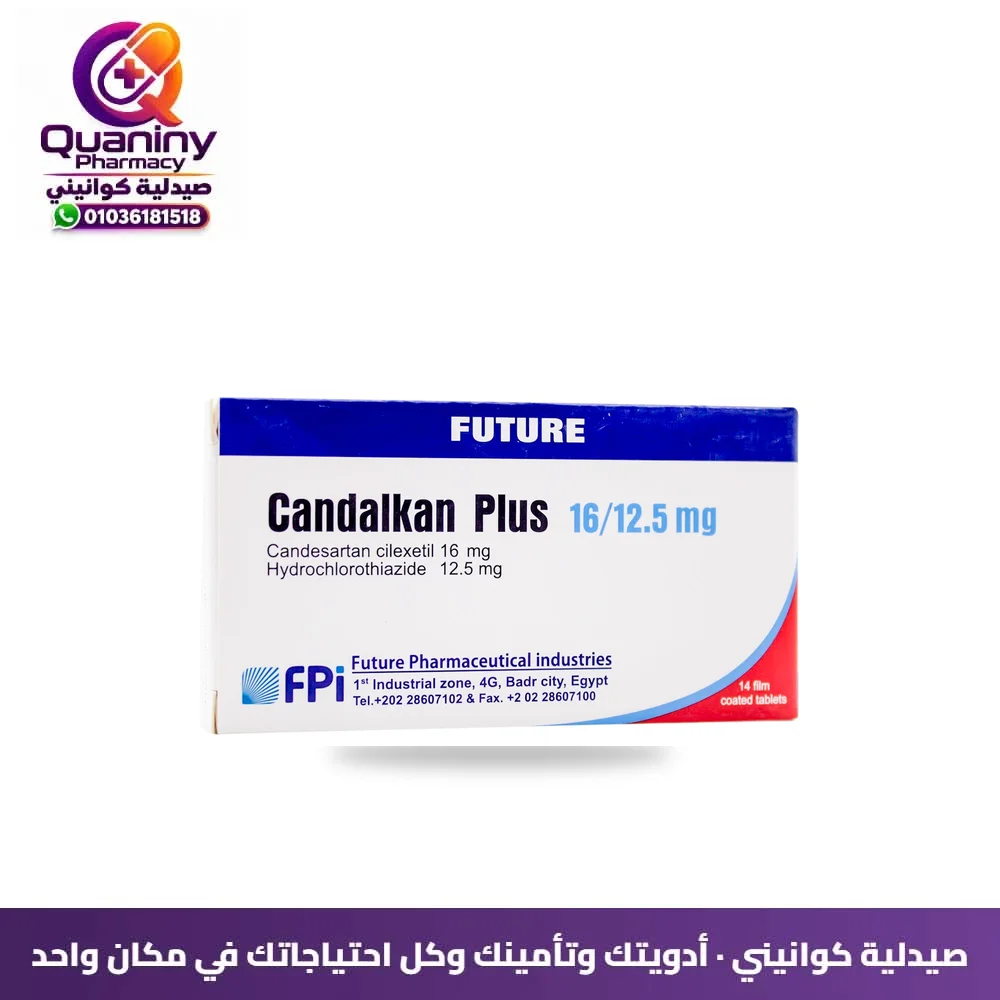 Quaniny
Pharmacy
صيدلية كوانيني
01036181518
FUTURE
Candalkan Plus 16/12.5 mg
Candesartan cilexetil 16 mg
Hydrochlorothiazide 12.5 mg
FPi
Future Pharmaceutical industries
1st Industrial zone, 4G, Badr city, Egypt
Tel.+202 28607102 & Fax. +2 02 28607100
14 film
coated tablets
صيدلية كوانيني · أدويتك وتأمينك وكل احتياجاتك في مكان واحد